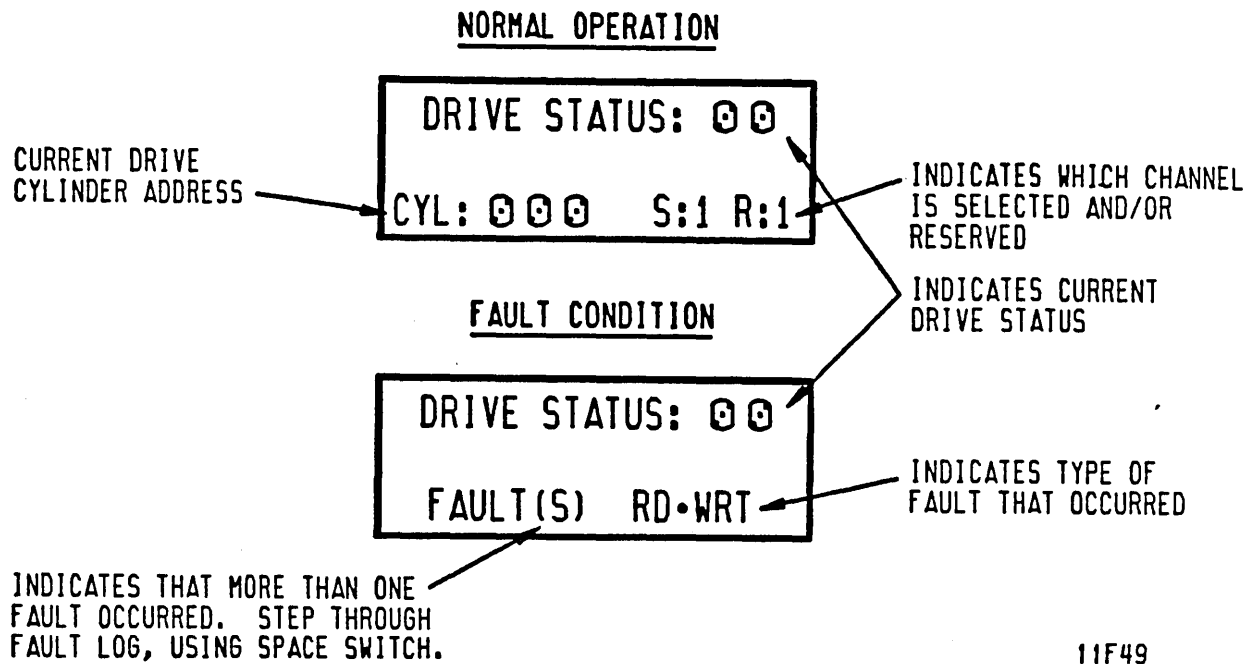 NORMAL OPERATION
DRIVE STATUS: 00
CURRENT DRIVE
CYLINDER ADDRESS
CYL: 000 S:1 R:1
INDICATES WHICH CHANNEL
IS SELECTED AND/OR
RESERVED
INDICATES CURRENT
DRIVE STATUS
FAULT CONDITION
DRIVE STATUS: 00
FAULT(S) RD•WRT
INDICATES TYPE OF
FAULT THAT OCCURRED
INDICATES THAT MORE THAN ONE
FAULT OCCURRED. STEP THROUGH
FAULT LOG, USING SPACE SWITCH.
11F49